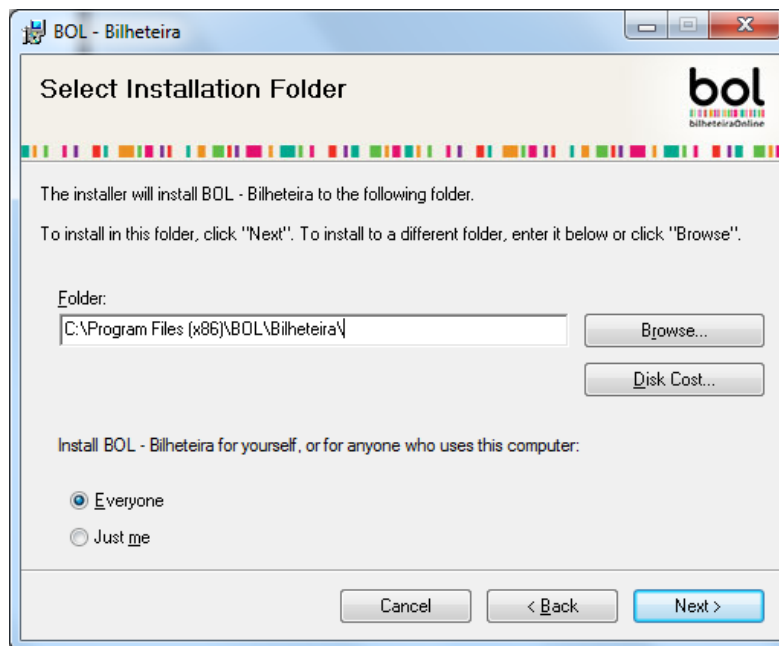 BOL - Bilheteira
Select Installation Folder
bol
bilheteiraOnline
The installer will install BOL - Bilheteira to the following folder.
To install in this folder, click "Next". To install to a different folder, enter it below or click "Browse".
Folder:
C:\Program Files (x86)\BOL\Bilheteira\
Browse...
Disk Cost...
Install BOL - Bilheteira for yourself, or for anyone who uses this computer:
Everyone
Just me
Cancel
< Back
Next >